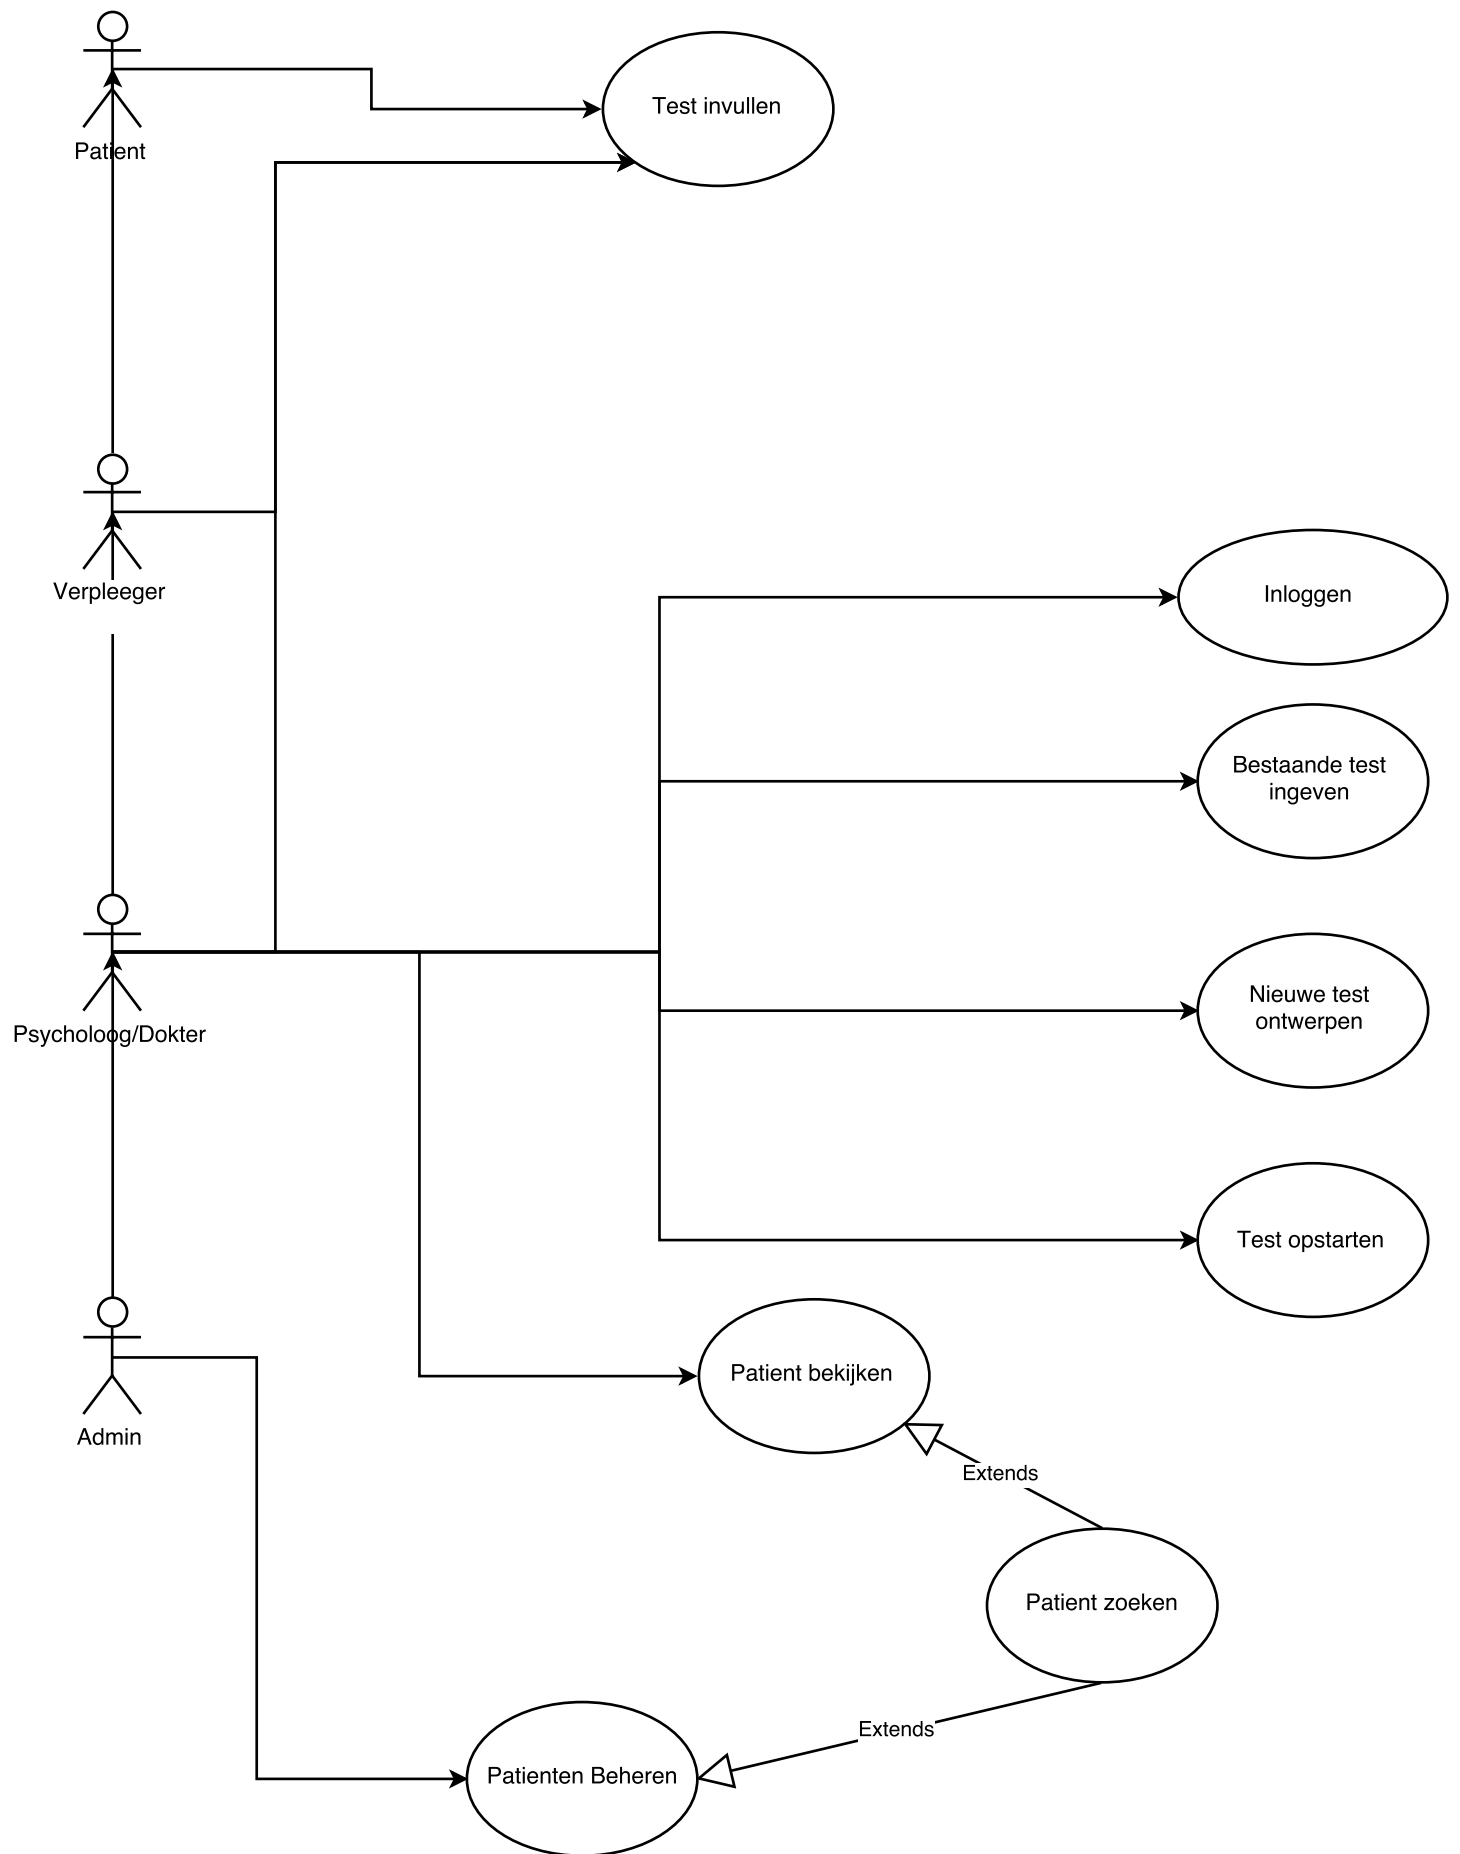 Test invullen
Patient
Verpleeger
Inloggen
Bestaande test
ingeven
Nieuwe test
ontwerpen
Psycholoog/Dokter
Test opstarten
Patient bekijken
Admin
Extends
Patient zoeken
Extends
Patienten Beheren